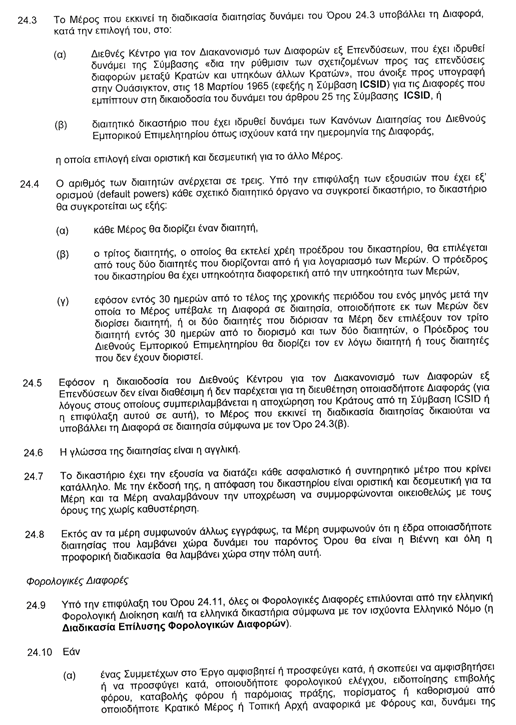 24.3 Το Μέρος που εκκινεί τη διαδικασία διαιτησίας δυνάμει του Όρου 24.3 υποβάλλει τη Διαφορά,
κατά την επιλογή του, στο:
(α) Διεθνές Κέντρο για τον Διακανονισμό των Διαφορών εξ Επενδύσεων, που έχει ιδρυθεί
δυνάμει της Σύμβασης «δια την ρύθμισιν των σχετιζομένων προς τας επενδύσεις
διαφορών μεταξύ Κρατών και υπηκόων άλλων Κρατών», που άνοιξε προς υπογραφή
στην Ουάσιγκτον, στις 18 Μαρτίου 1965 (εφεξής η Σύμβαση ICSID) για τις Διαφορές που
εμπίπτουν στη δικαιοδοσία του δυνάμει του άρθρου 25 της Σύμβασης ICSID, ή
(β) διαιτητικό δικαστήριο που έχει ιδρυθεί δυνάμει των Κανόνων Διαιτησίας του Διεθνούς
Εμπορικού Επιμελητηρίου όπως ισχύουν κατά την ημερομηνία της Διαφοράς,
η οποία επιλογή είναι οριστική και δεσμευτική για το άλλο Μέρος.
24.4 Ο αριθμός των διαιτητών ανέρχεται σε τρεις. Υπό την επιφύλαξη των εξουσιών που έχει εξ'
ορισμού (default powers) κάθε σχετικό διαιτητικό όργανο να συγκροτεί δικαστήριο, το δικαστήριο
θα συγκροτείται ως εξής:
(α) κάθε Μέρος θα διορίζει έναν διαιτητή,
(β) ο τρίτος διαιτητής, ο οποίος θα εκτελεί χρέη προέδρου του δικαστηρίου, θα επιλέγεται
από τους δύο διαιτητές που διορίζονται από ή για λογαριασμό των Μερών. Ο πρόεδρος
του δικαστηρίου θα έχει υπηκοότητα διαφορετική από την υπηκοότητα των Μερών,
(γ) εφόσον εντός 30 ημερών από το τέλος της χρονικής περιόδου του ενός μηνός μετά την
οποία το Μέρος υπέβαλε τη Διαφορά σε διαιτησία, οποιοδήποτε εκ των Μερών δεν
διορίσει διαιτητή, ή οι δύο διαιτητές που διόρισαν τα Μέρη δεν επιλέξουν τον τρίτο
διαιτητή εντός 30 ημερών από το διορισμό και των δύο διαιτητών, ο Πρόεδρος του
Διεθνούς Εμπορικού Επιμελητηρίου θα διορίζει τον εν λόγω διαιτητή ή τους διαιτητές
που δεν έχουν διοριστεί.
24.5 Εφόσον η δικαιοδοσία του Διεθνούς Κέντρου για τον Διακανονισμό των Διαφορών εξ
Επενδύσεων δεν είναι διαθέσιμη ή δεν παρέχεται για τη διευθέτηση οποιασδήποτε Διαφοράς (για
λόγους στους οποίους συμπεριλαμβάνεται η αποχώρηση του Κράτους από τη Σύμβαση ICSID ή
η επιφύλαξη αυτού σε αυτή), το Μέρος που εκκινεί τη διαδικασία διαιτησίας δικαιούται να
υποβάλλει τη Διαφορά σε διαιτησία σύμφωνα με τον Όρο 24.3(β).
24.6 Η γλώσσα της διαιτησίας είναι η αγγλική.
24.7 Το δικαστήριο έχει την εξουσία να διατάζει κάθε ασφαλιστικό ή συντηρητικό μέτρο που κρίνει
κατάλληλο. Με την έκδοσή της, η απόφαση του δικαστηρίου είναι οριστική και δεσμευτική για τα
Μέρη και τα Μέρη αναλαμβάνουν την υποχρέωση να συμμορφώνονται οικειοθελώς με τους
όρους της χωρίς καθυστέρηση.
24.8 Εκτός αν τα μέρη συμφωνούν άλλως εγγράφως, τα Μέρη συμφωνούν ότι η έδρα οποιασδήποτε
διαιτησίας που λαμβάνει χώρα δυνάμει του παρόντος Όρου θα είναι η Βιέννη και όλη η
προφορική διαδικασία θα λαμβάνει χώρα στην πόλη αυτή.
Φορολογικές Διαφορές
24.9 Υπό την επιφύλαξη του Όρου 24.11, όλες οι Φορολογικές Διαφορές επιλύονται από την ελληνική
Φορολογική Διοίκηση και/ή τα ελληνικά δικαστήρια σύμφωνα με τον ισχύοντα Ελληνικό Νόμο (η
Διαδικασία Επίλυσης Φορολογικών Διαφορών).
24.10 Εάν
(α) ένας Συμμετέχων στο Έργο αμφισβητεί ή προσφεύγει κατά, ή σκοπεύει να αμφισβητήσει
ή να προσφύγει κατά, οποιουδήποτε φορολογικού ελέγχου, ειδοποίησης επιβολής
φόρου, καταβολής φόρου ή παρόμοιας πράξης, πορίσματος ή καθορισμού από
οποιοδήποτε Κρατικό Μέρος ή Τοπική Αρχή αναφορικά με Φόρους και, δυνάμει της